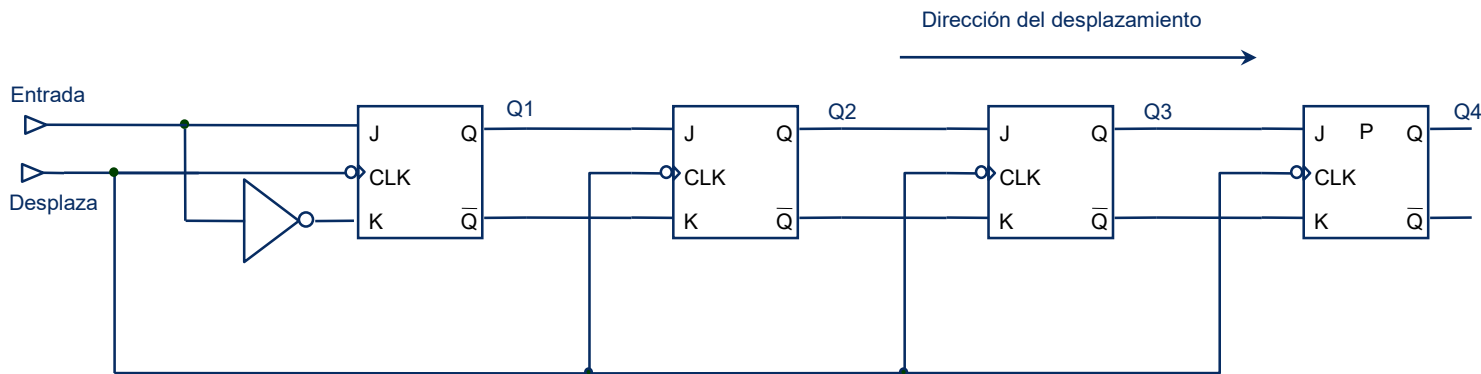 Dirección del desplazamiento
Entrada
Desplaza
Q1
Q2
Q3
Q4
J Q
CLK
K Q̅
J Q
CLK
K Q̅
J Q
CLK
K Q̅
J P Q
CLK
K Q̅